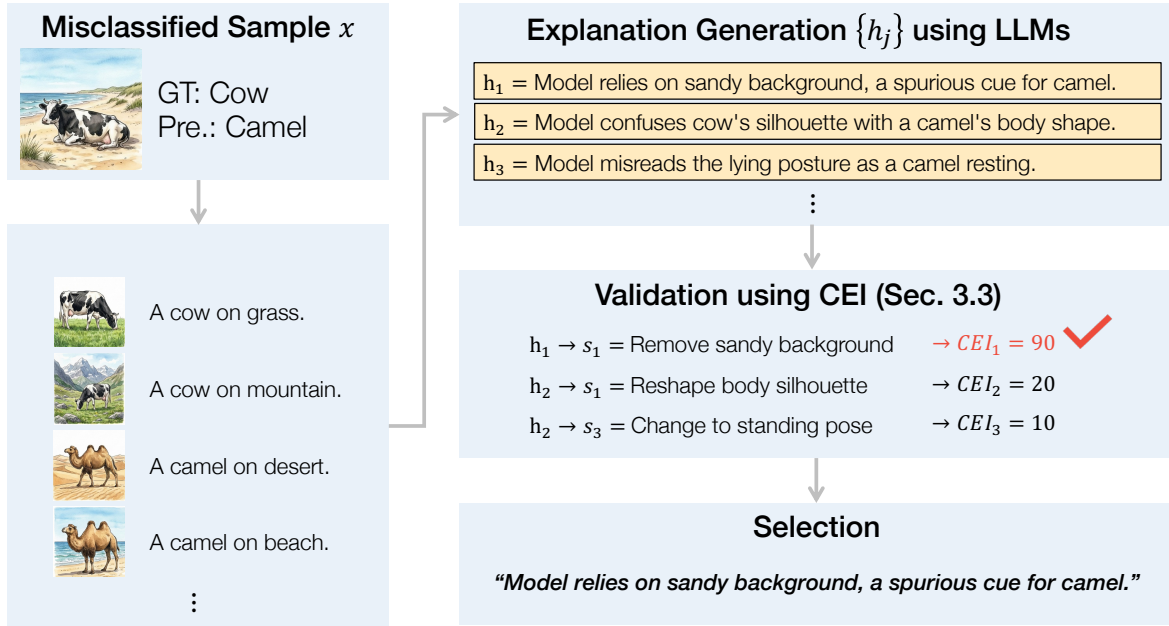 Misclassified Sample x
GT: Cow
Pre.: Camel
A cow on grass.
A cow on mountain.
A camel on desert.
A camel on beach.
⋮
Explanation Generation {h_j} using LLMs
h₁ = Model relies on sandy background, a spurious cue for camel.
h₂ = Model confuses cow's silhouette with a camel's body shape.
h₃ = Model misreads the lying posture as a camel resting.
⋮
Validation using CEI (Sec. 3.3)
h₁ → s₁ = Remove sandy background → CEI₁ = 90
h₂ → s₁ = Reshape body silhouette → CEI₂ = 20
h₂ → s₃ = Change to standing pose → CEI₃ = 10
Selection
“Model relies on sandy background, a spurious cue for camel.”